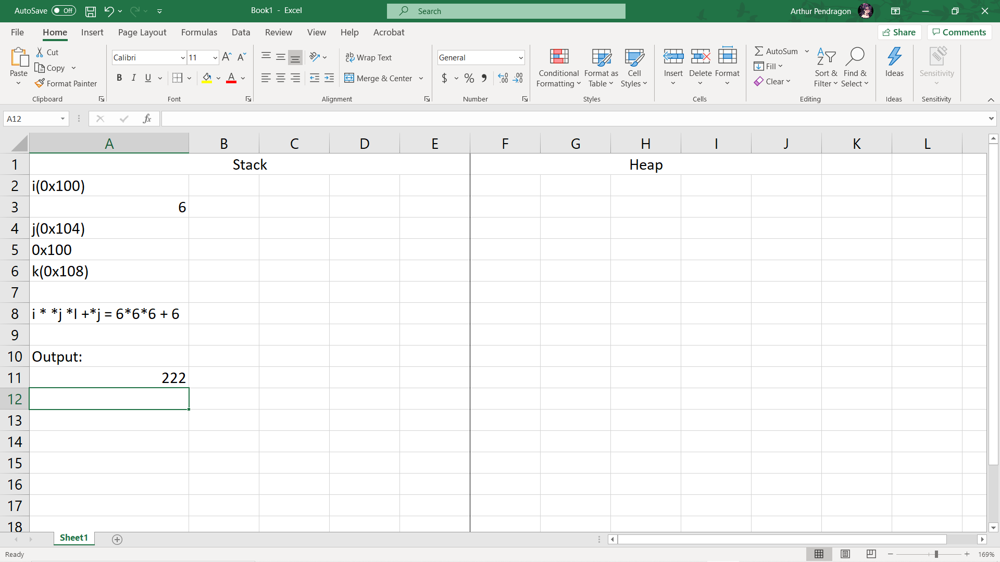 AutoSave Off Book1 - Excel Search Arthur Pendragon
File Home Insert Page Layout Formulas Data Review View Help Acrobat Share Comments
Cut
Copy
Format Painter
Paste
Clipboard
Calibri 11
B I U A
Font
Wrap Text
Merge & Center
Alignment
General
$ % 9 .00 .00
Number
Conditional Formatting
Format as Table
Cell Styles
Styles
Insert Delete Format
Cells
AutoSum
Fill
Clear
Sort & Filter
Find & Select
Editing
Ideas
Ideas
Sensitivity
Sensitivity
A12 fx
A B C D E F G H I J K L
1 Stack Heap
2 i(0x100)
3 6
4 j(0x104)
5 0x100
6 k(0x108)
7
8 i * *j *I +*j = 6*6*6 + 6
9
10 Output:
11 222
12
13
14
15
16
17
18
Sheet1
Ready 169%